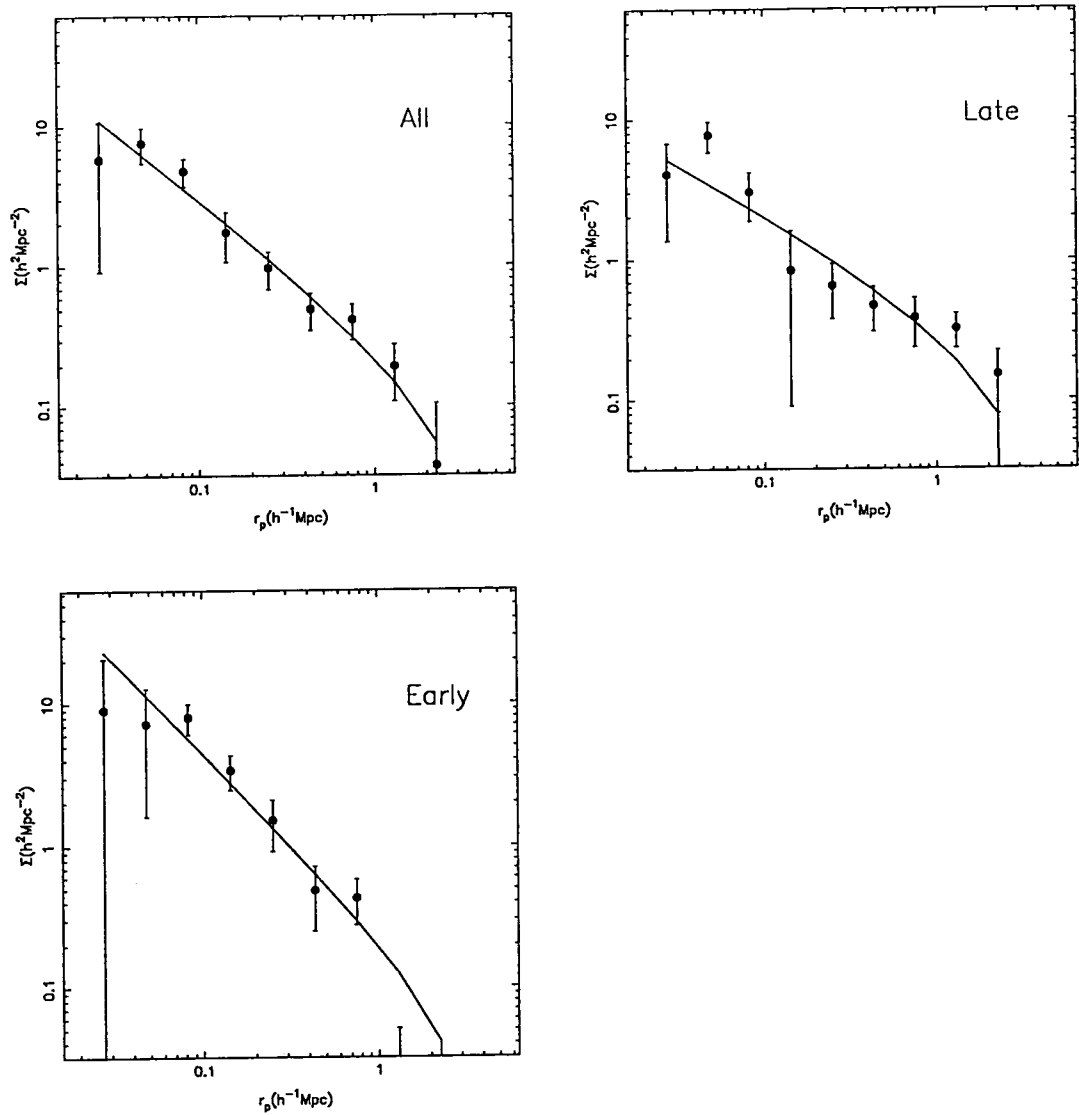 All
10
1
0.1
Σ(h²Mpc⁻²)
0.1
1
rₚ(h⁻¹Mpc)
Late
10
1
0.1
Σ(h²Mpc⁻²)
0.1
1
rₚ(h⁻¹Mpc)
Early
10
1
0.1
Σ(h²Mpc⁻²)
0.1
1
rₚ(h⁻¹Mpc)